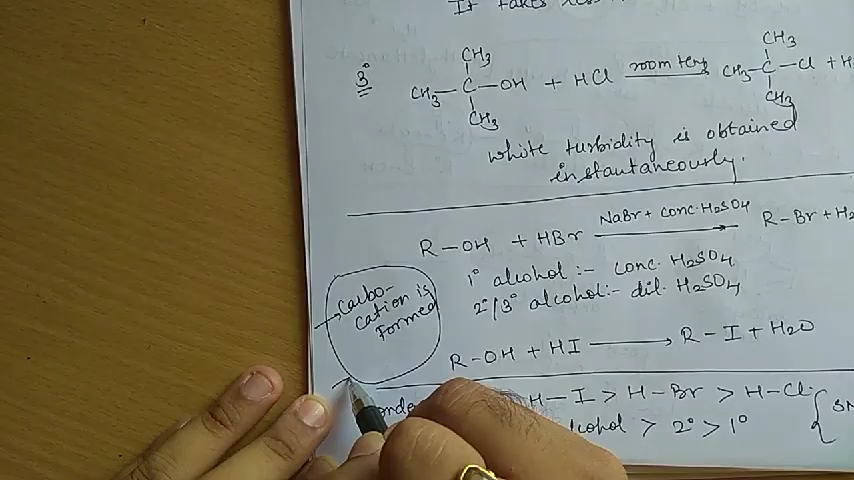 It takes
3°
CH₃
CH₃—C—OH + HCl room temp → CH₃—C—Cl + H
CH₃
CH₃
CH₃
white turbidity is obtained
instantaneously.
R—OH + HBr NaBr + conc. H₂SO₄ → R—Br + H₂
1° alcohol :- conc. H₂SO₄
2°/3° alcohol:- dil. H₂SO₄
→ Carbo-
cation is
formed
R—OH + HI → R—I + H₂O
H—I > H—Br > H—Cl
> 2° > 1°